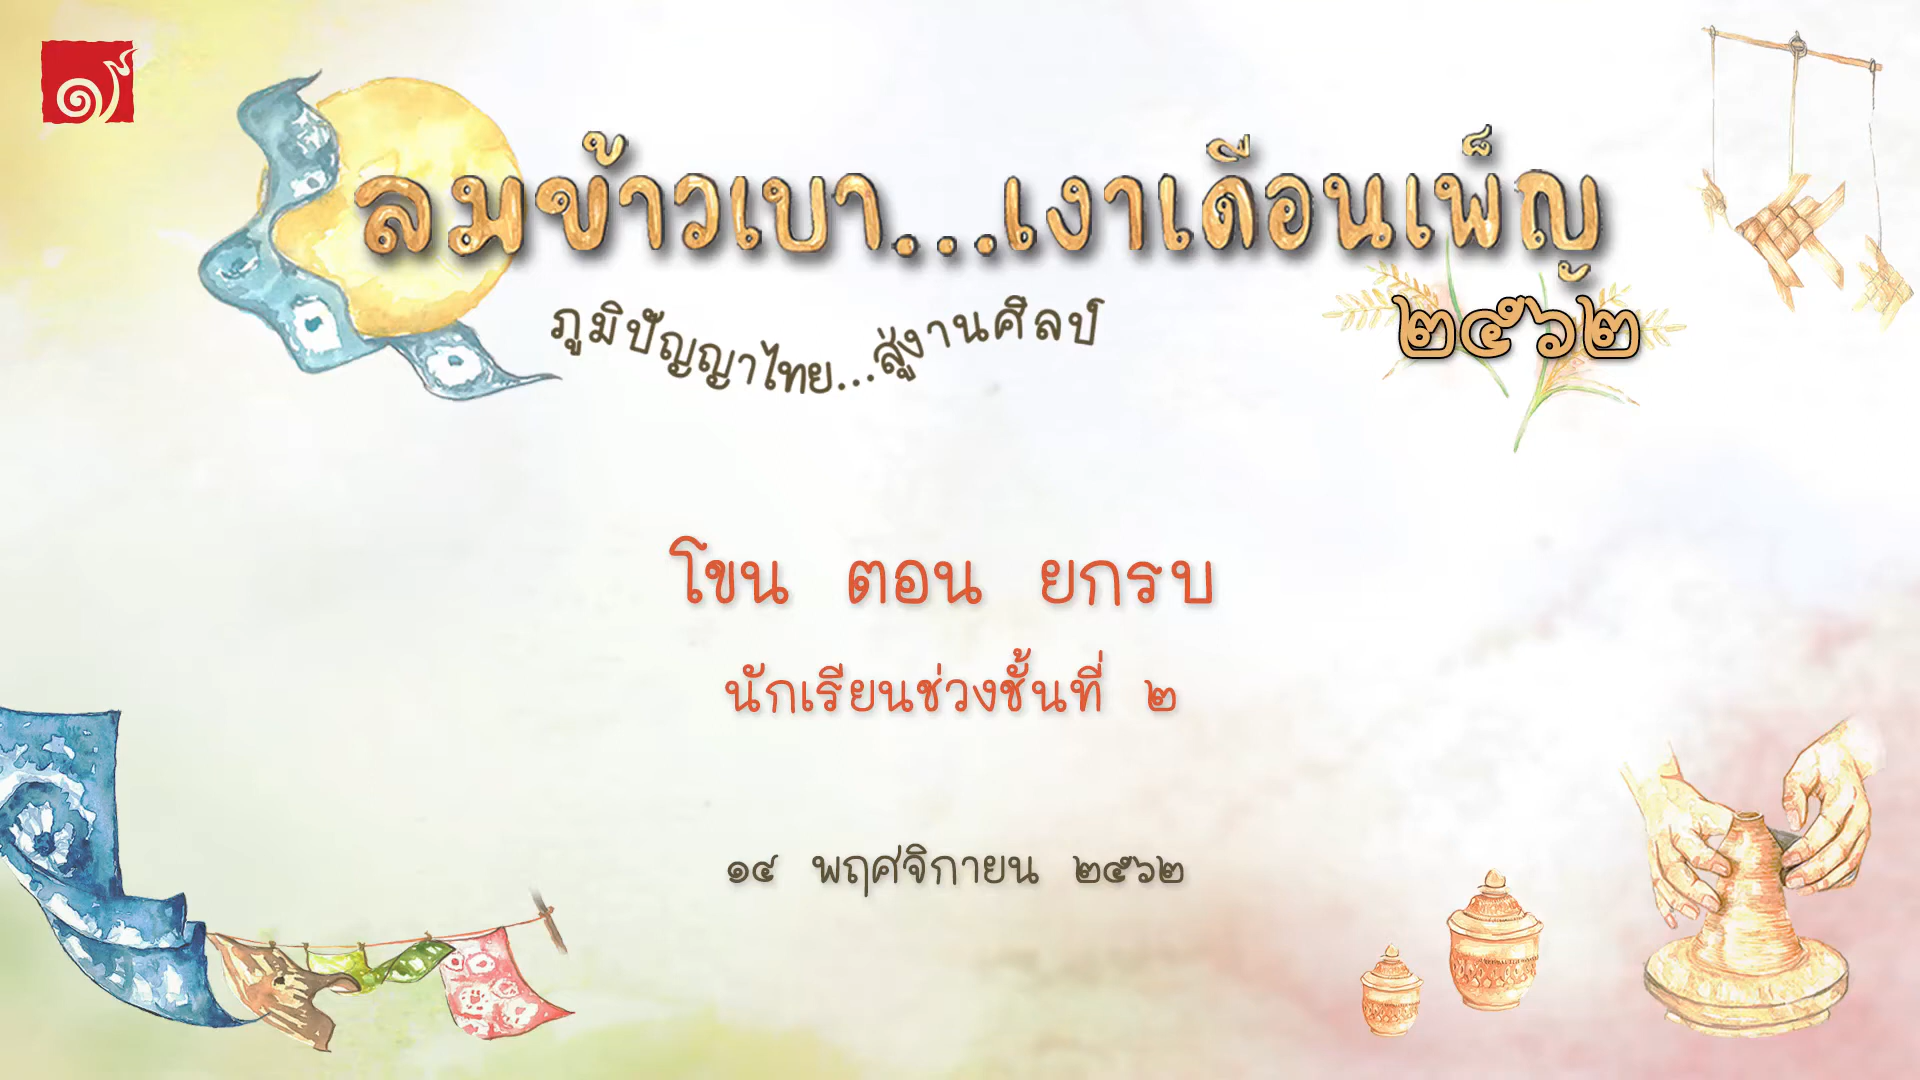 ลมข้าวเบา...เงาเดือนเพ็ญ
๒๕๖๒
ภูมิปัญญาไทย...สู่งานศิลป์
โขน ตอน ยกรบ
นักเรียนช่วงชั้นที่ ๒
๑๔ พฤศจิกายน ๒๕๖๒